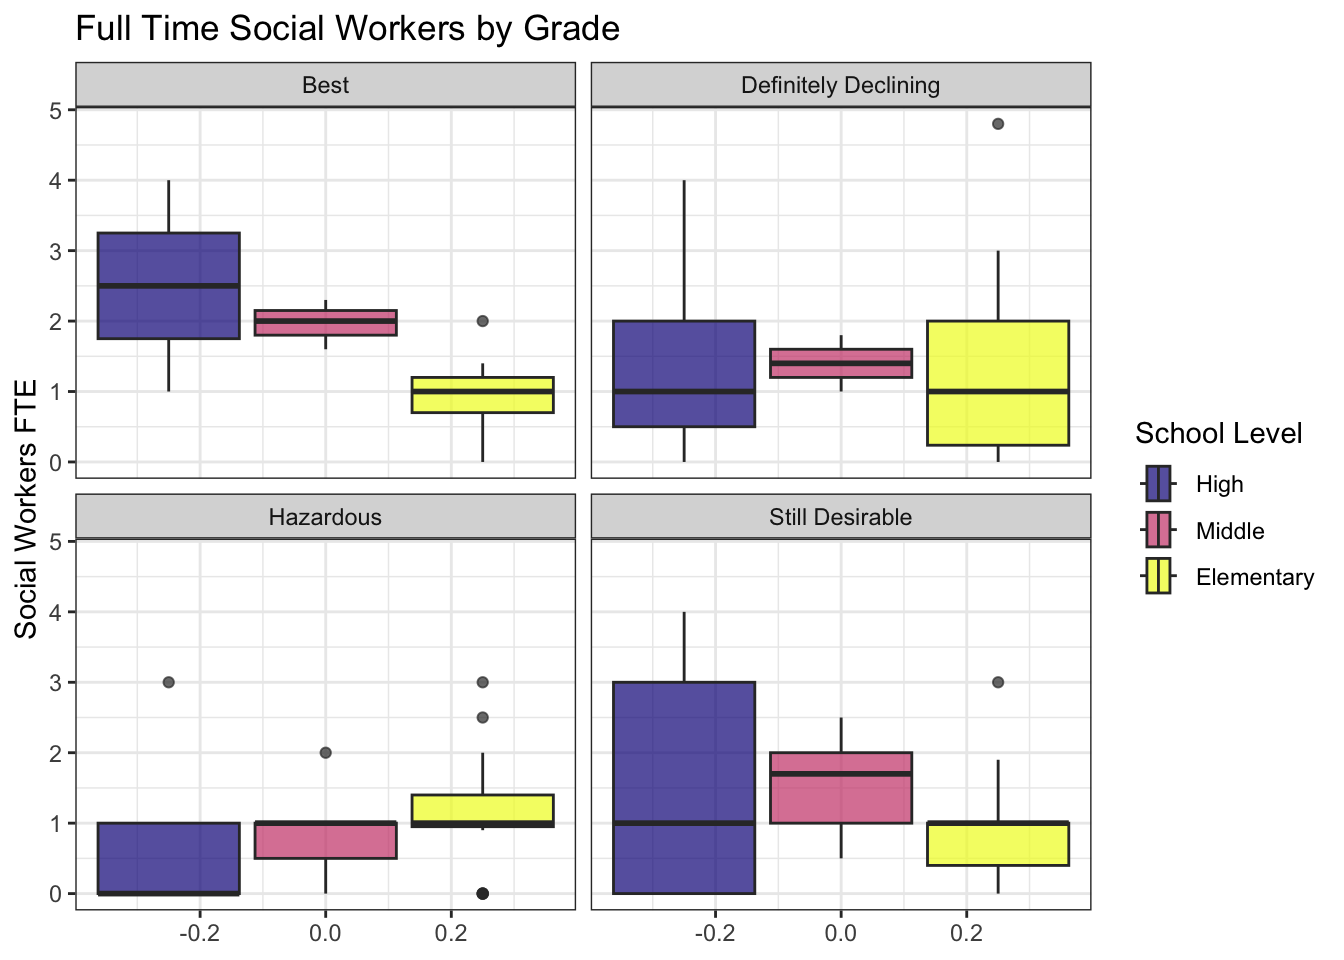 Full Time Social Workers by Grade
Best
Definitely Declining
5
4
3
2
1
0
Hazardous
Still Desirable
5
4
3
2
1
0
-0.2
0.0
0.2
-0.2
0.0
0.2
Social Workers FTE
School Level
High
Middle
Elementary